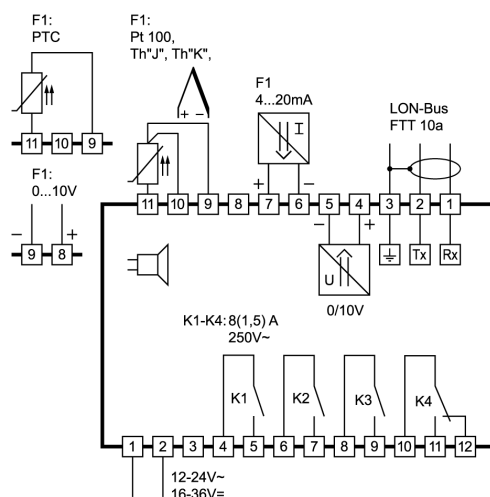 F1:
PTC
11 10 9
F1:
0...10V
− +
9 8
F1:
Pt 100,
Th"J", Th"K",
+ −
F1
4...20mA
I
+ −
LON-Bus
FTT 10a
11 10 9 8 7 6 5 4 3 2 1
− +
U
Tx Rx
0/10V
K1-K4: 8(1,5) A
250V~
K1 K2 K3 K4
1 2 3 4 5 6 7 8 9 10 11 12
12-24V~
16-36V=